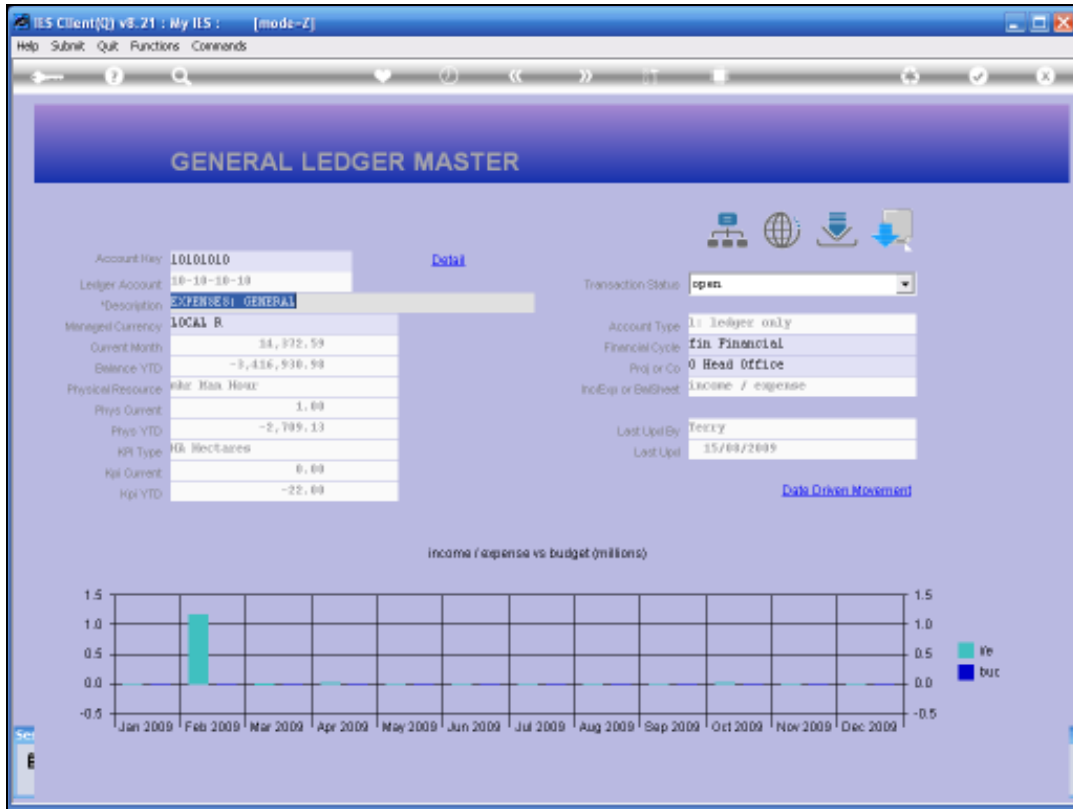 IES Client(Q) v8.21 : My IES : [mode-Z]
Help Submit Quit Functions Commands
GENERAL LEDGER MASTER
Account Key 10101010 Detail
Ledger Account 10-10-10-10 Transaction Status open
*Description EXPENSES: GENERAL
Managed Currency LOCAL R Account Type 1: ledger only
Current Month 14,372.59 Financial Cycle fin Financial
Balance YTD -3,416,930.98 Proj or Co 0 Head Office
Physical Resource mhr Man Hour Inc/Exp or BalSheet income / expense
Phys Current 1.00
Phys YTD -2,709.13 Last Upd By Terry
KPI Type HA Hectares Last Upd 15/08/2009
Kpi Current 0.00
Kpi YTD -22.00 Date Driven Movement
income / expense vs budget (millions)
1.5 1.5
1.0 1.0
0.5 0.5 i/e
0.0 0.0 buc
-0.5 -0.5
Jan 2009 Feb 2009 Mar 2009 Apr 2009 May 2009 Jun 2009 Jul 2009 Aug 2009 Sep 2009 Oct 2009 Nov 2009 Dec 2009